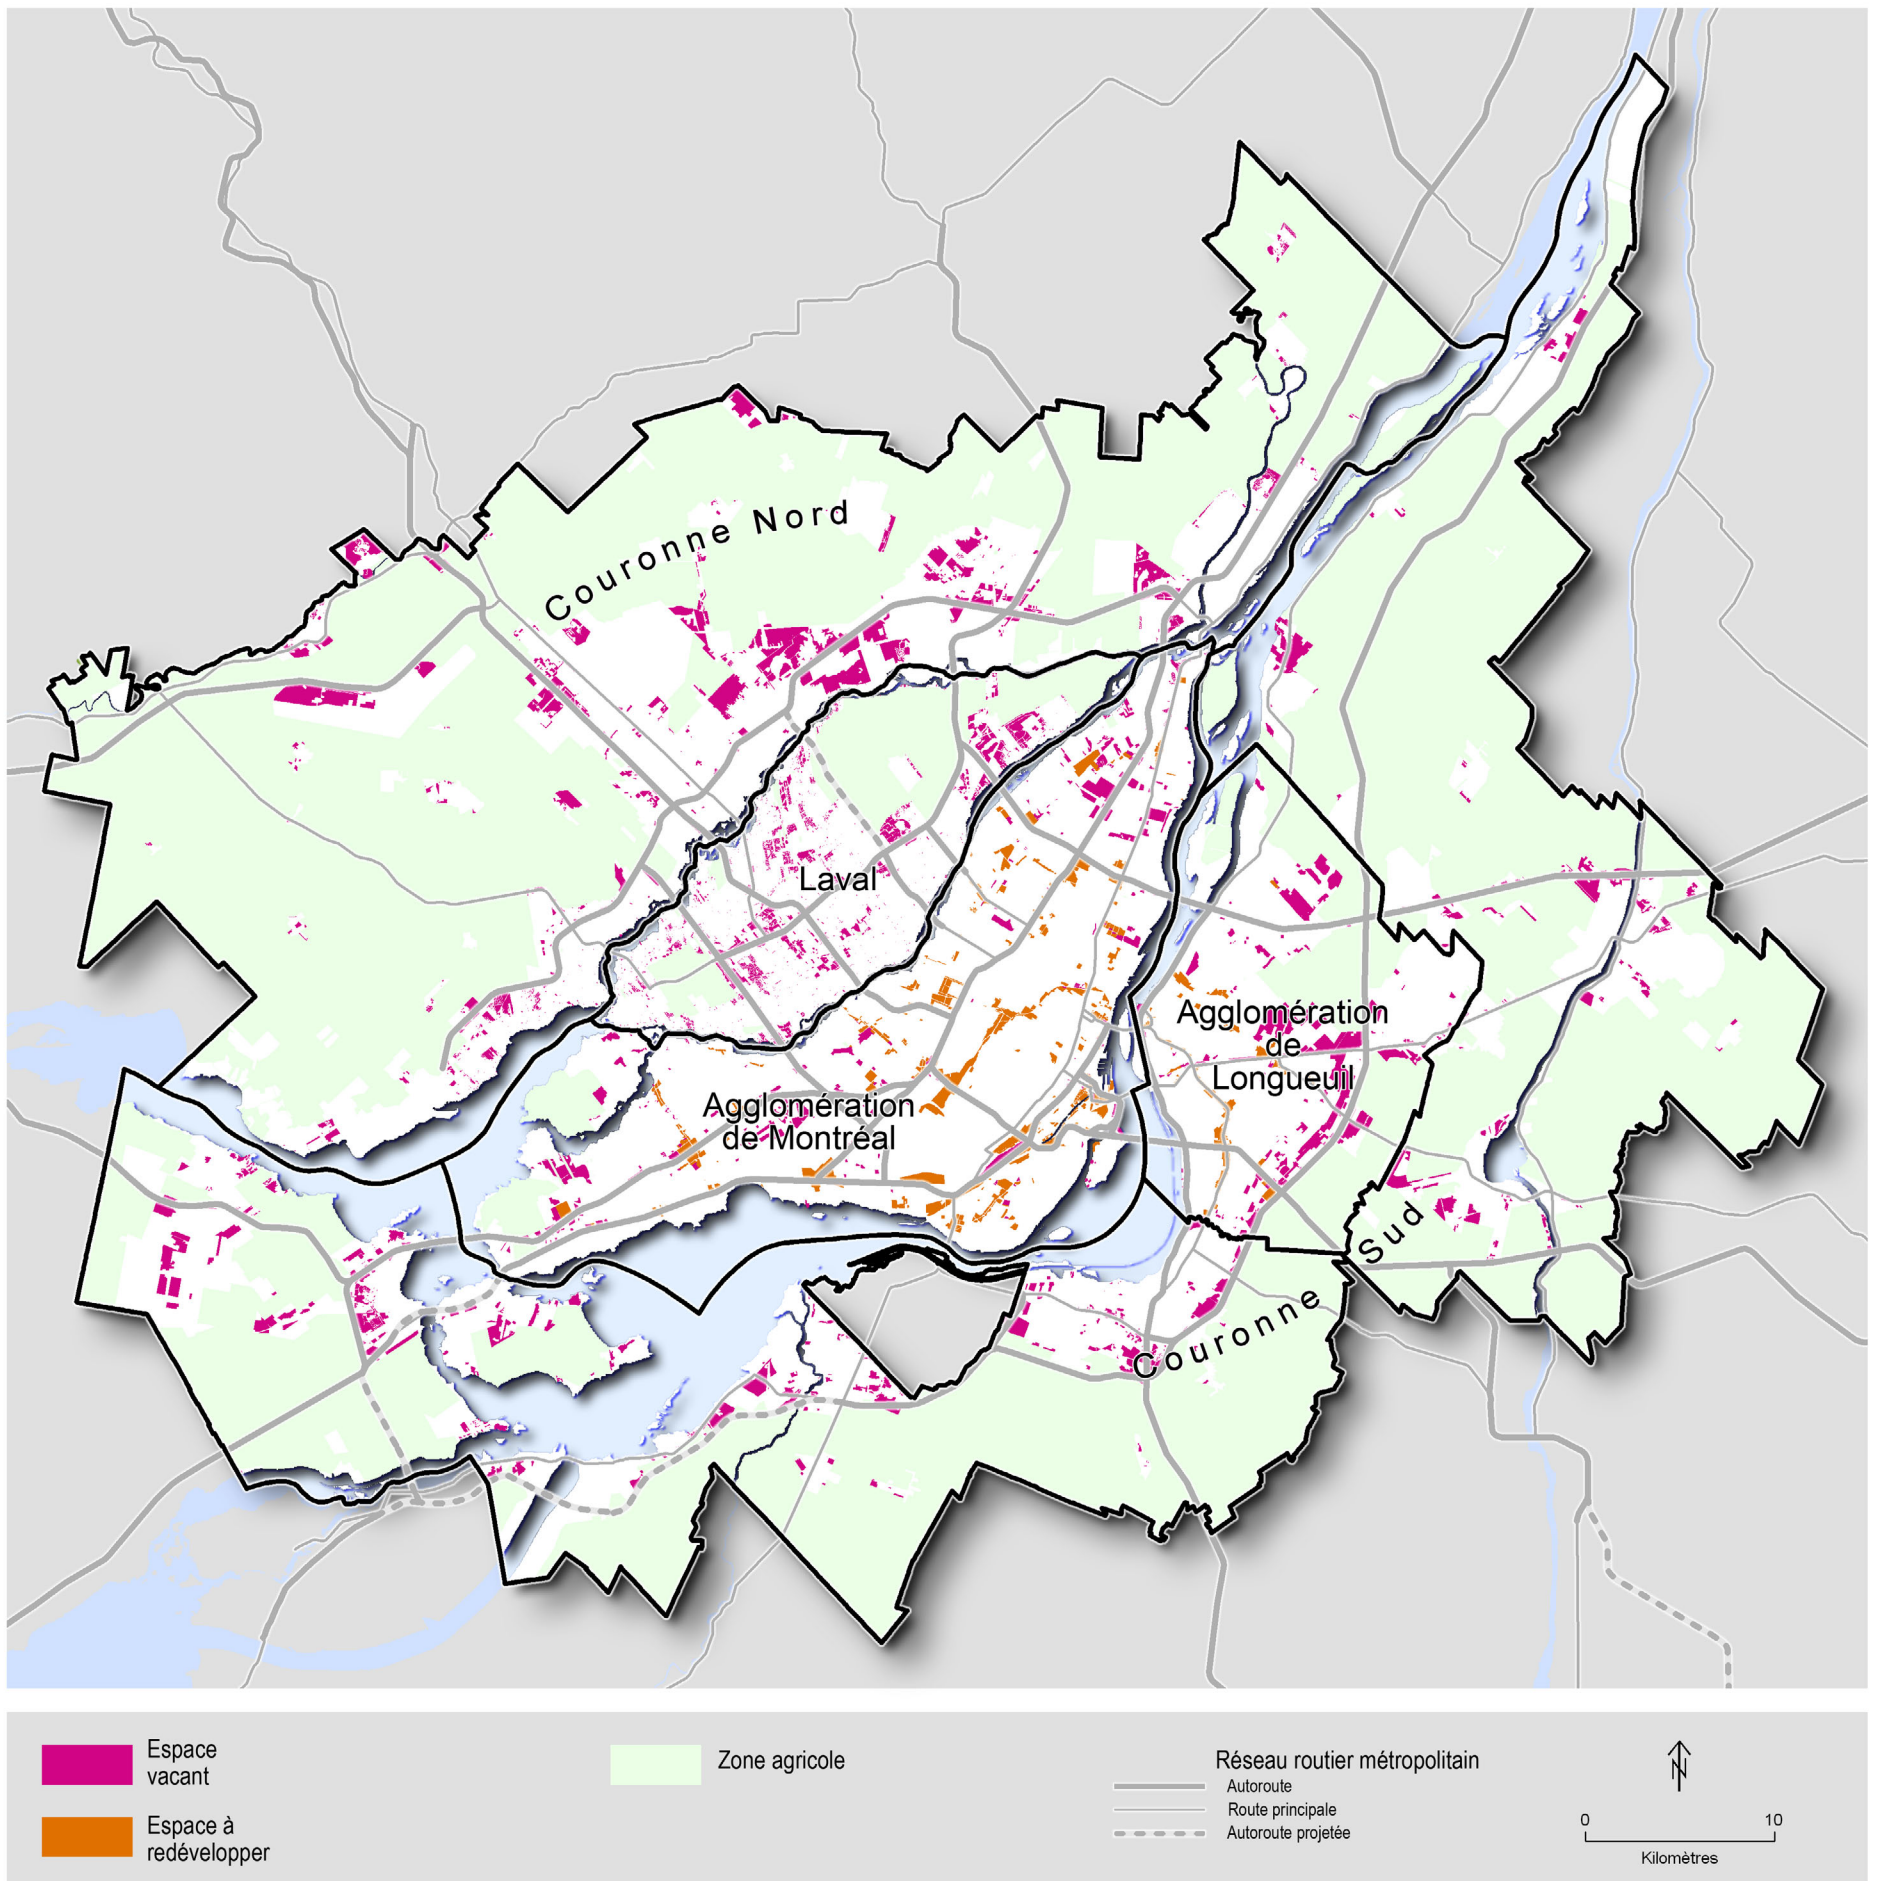 Couronne Nord
Laval
Agglomération
de
Longueuil
Agglomération
de Montréal
Couronne Sud
Espace
vacant
Espace à
redévelopper
Zone agricole
Réseau routier métropolitain
Autoroute
Route principale
Autoroute projetée
N
0 10
Kilomètres